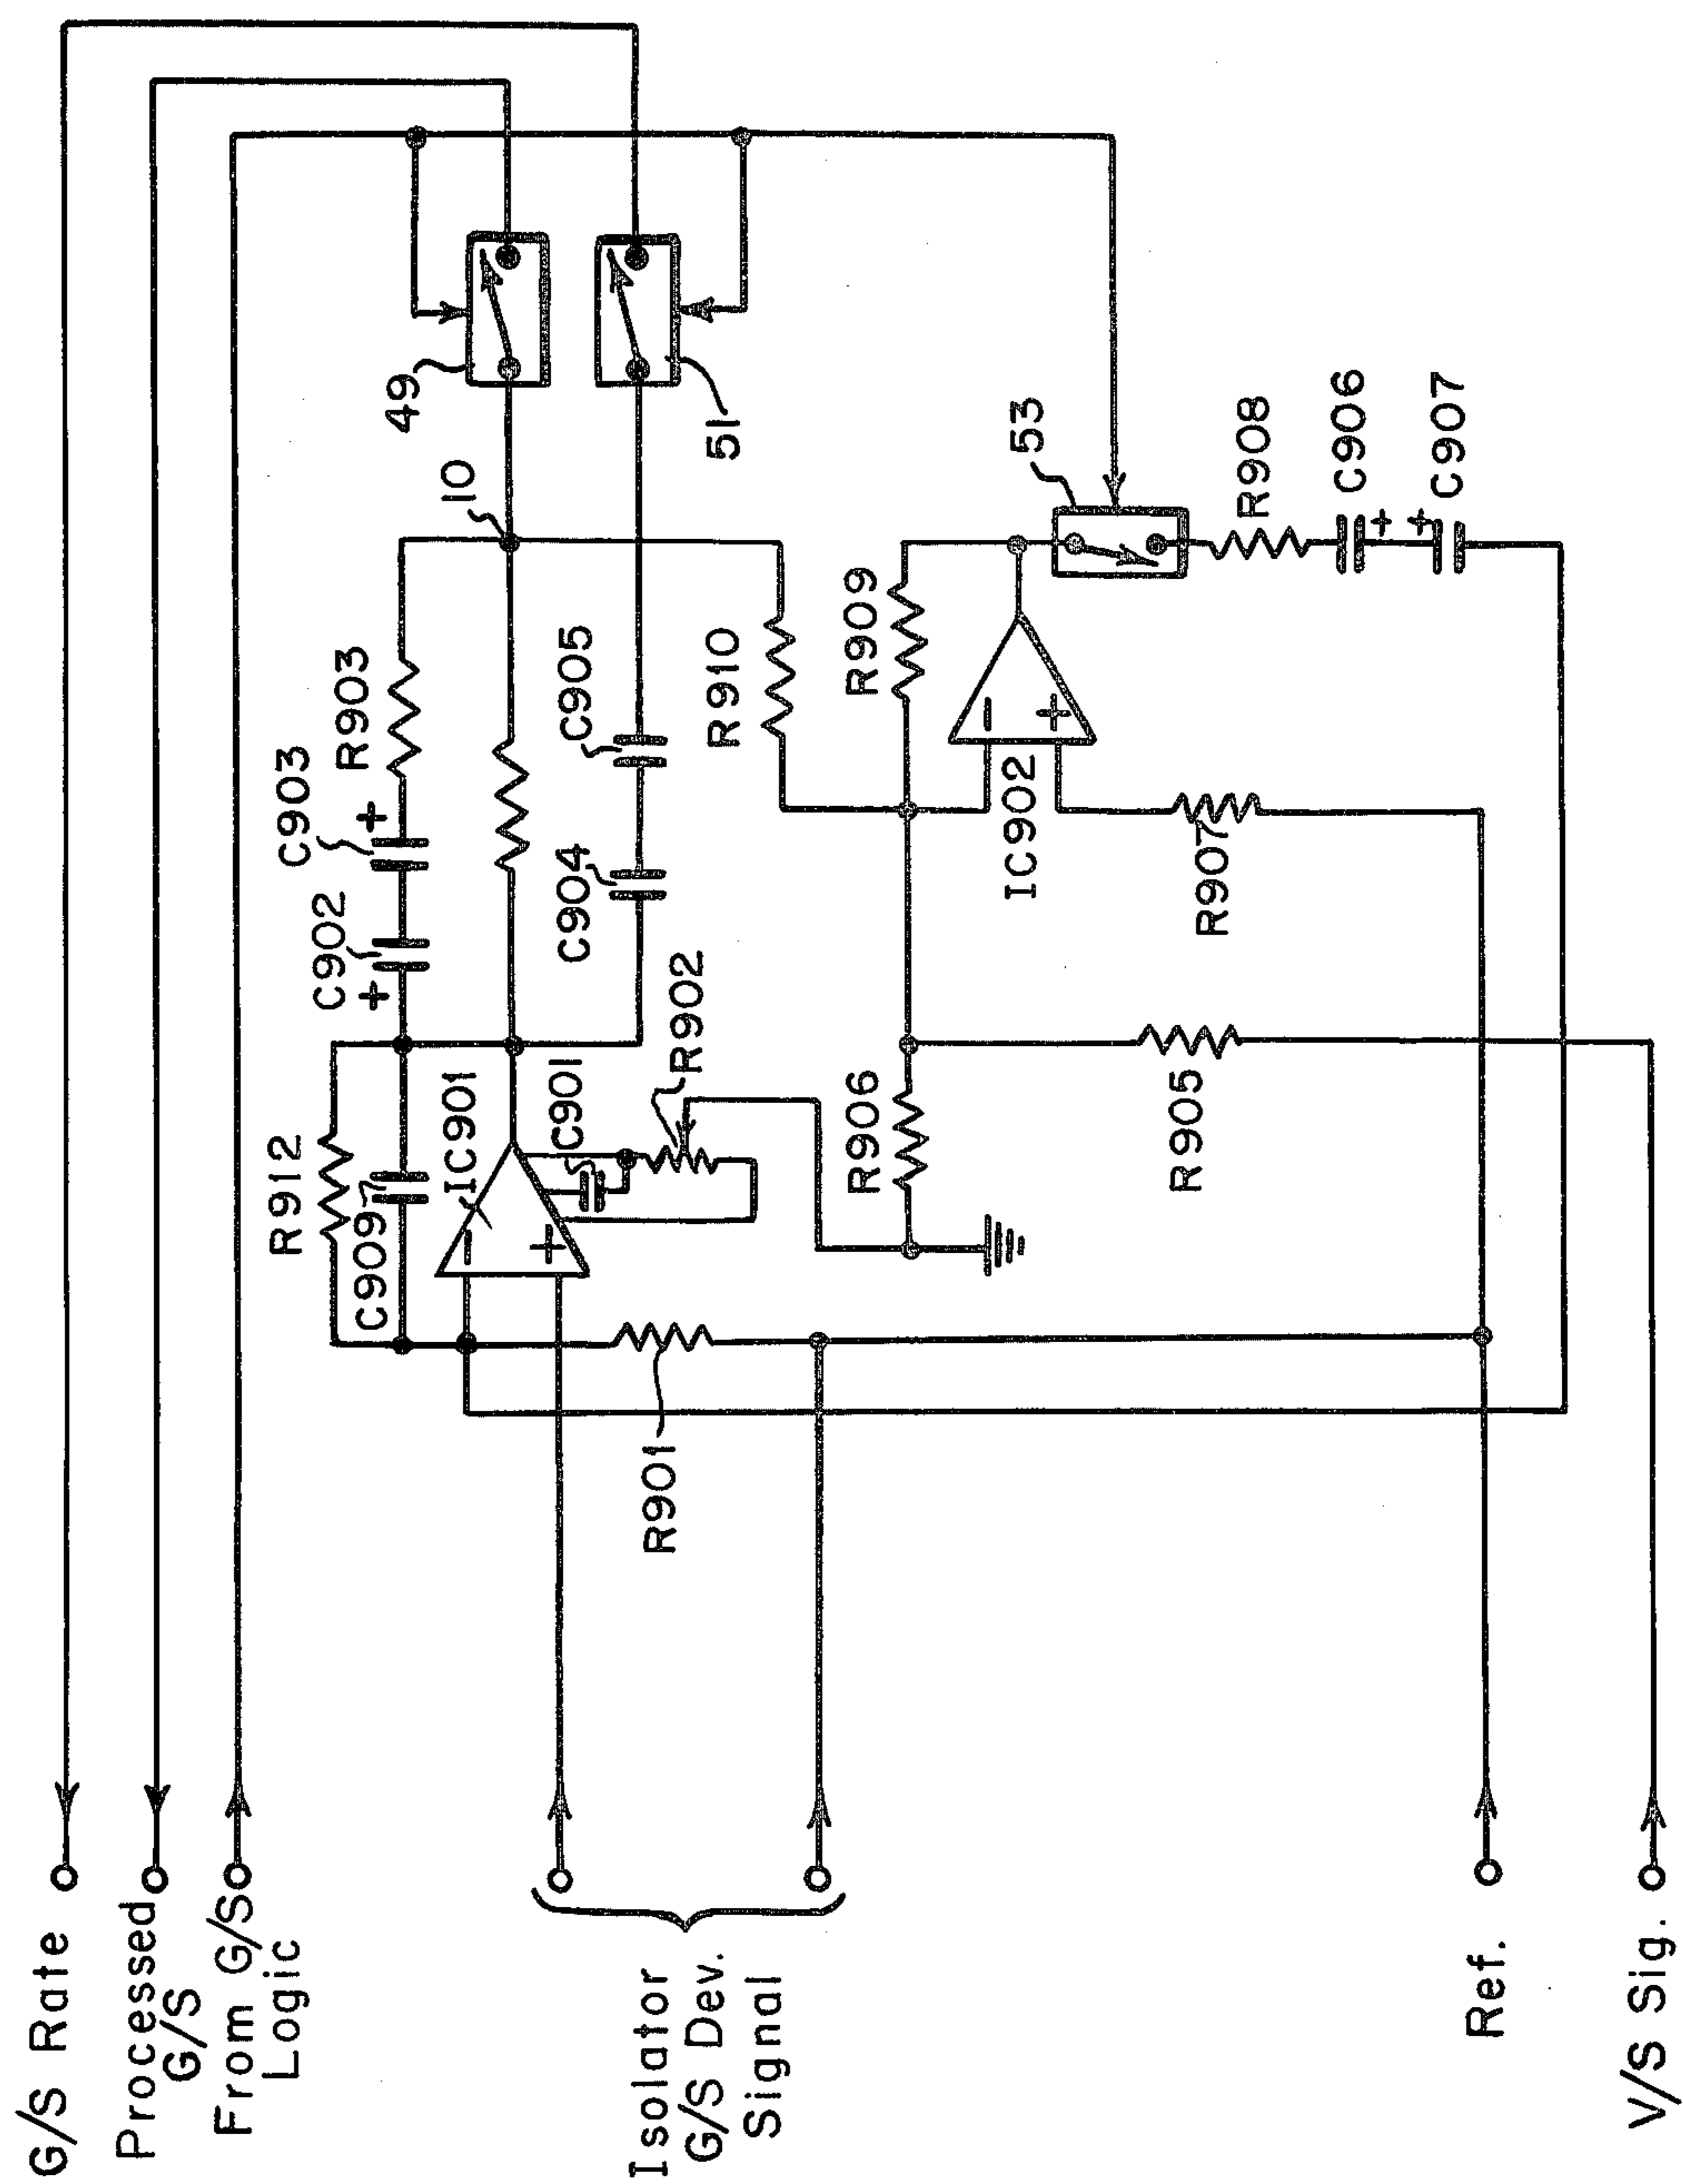 G/S Rate
Processed
G/S
From G/S
Logic
Isolator
G/S Dev.
Signal
Ref.
V/S Sig.
49
51
10
53
C903
R903
C902
+
+
C905
C904
R910
R909
R908
C906
+
+
C907
R912
C909
IC901
-
+
C901
R902
R901
IC902
-
+
R907
R906
R905